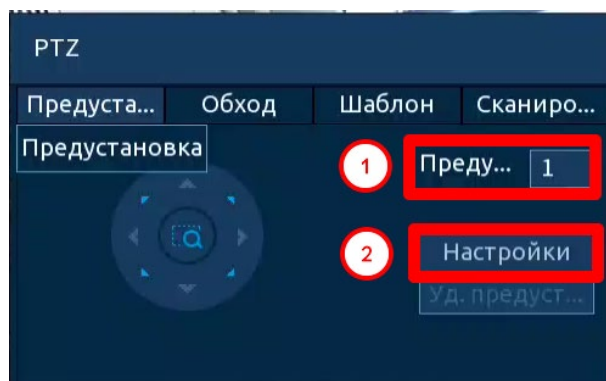 PTZ
Предуста... Обход Шаблон Сканиро...
Предустановка
1 Преду... 1
2 Настройки
Уд. предуст...